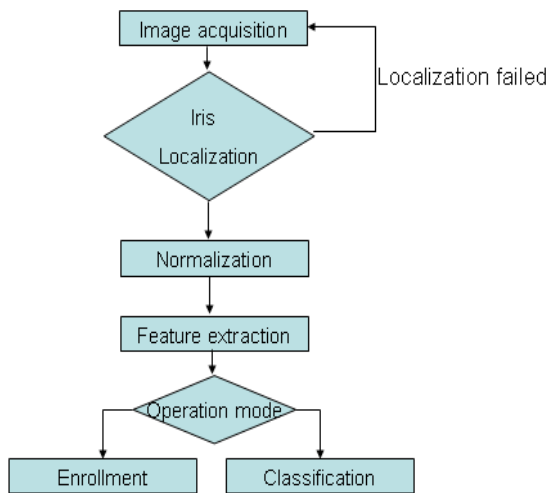 Image acquisition
Localization failed
Iris
Localization
Normalization
Feature extraction
Operation mode
Enrollment
Classification